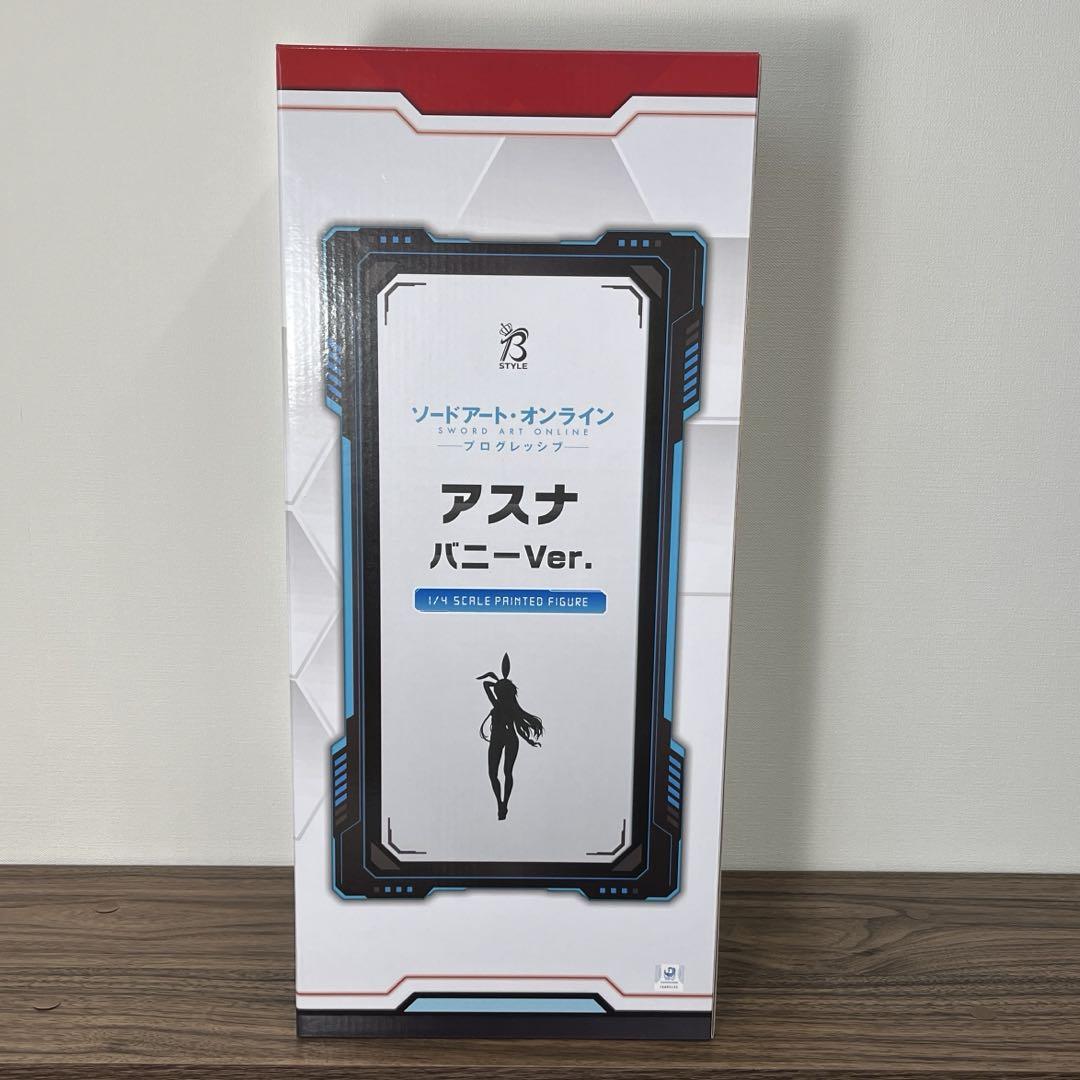 B
STYLE
ソードアート・オンライン
SWORD ART ONLINE
プログレッシブ
アスナ
バニーVer.
1/4 SCALE PAINTED FIGURE